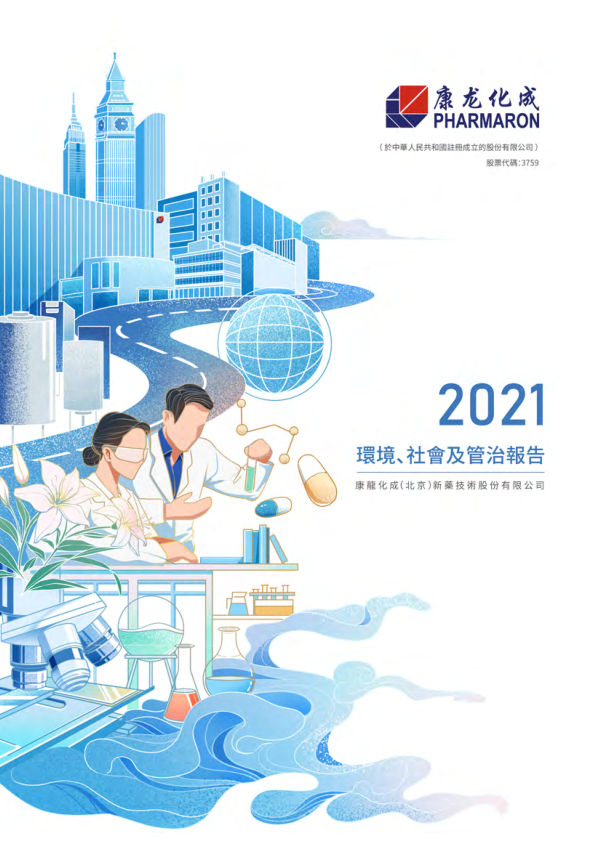 康龙化成
PHARMARON
(於中華人民共和國註冊成立的股份有限公司)
股票代碼:3759
2021
環境、社會及管治報告
康龍化成(北京)新藥技術股份有限公司